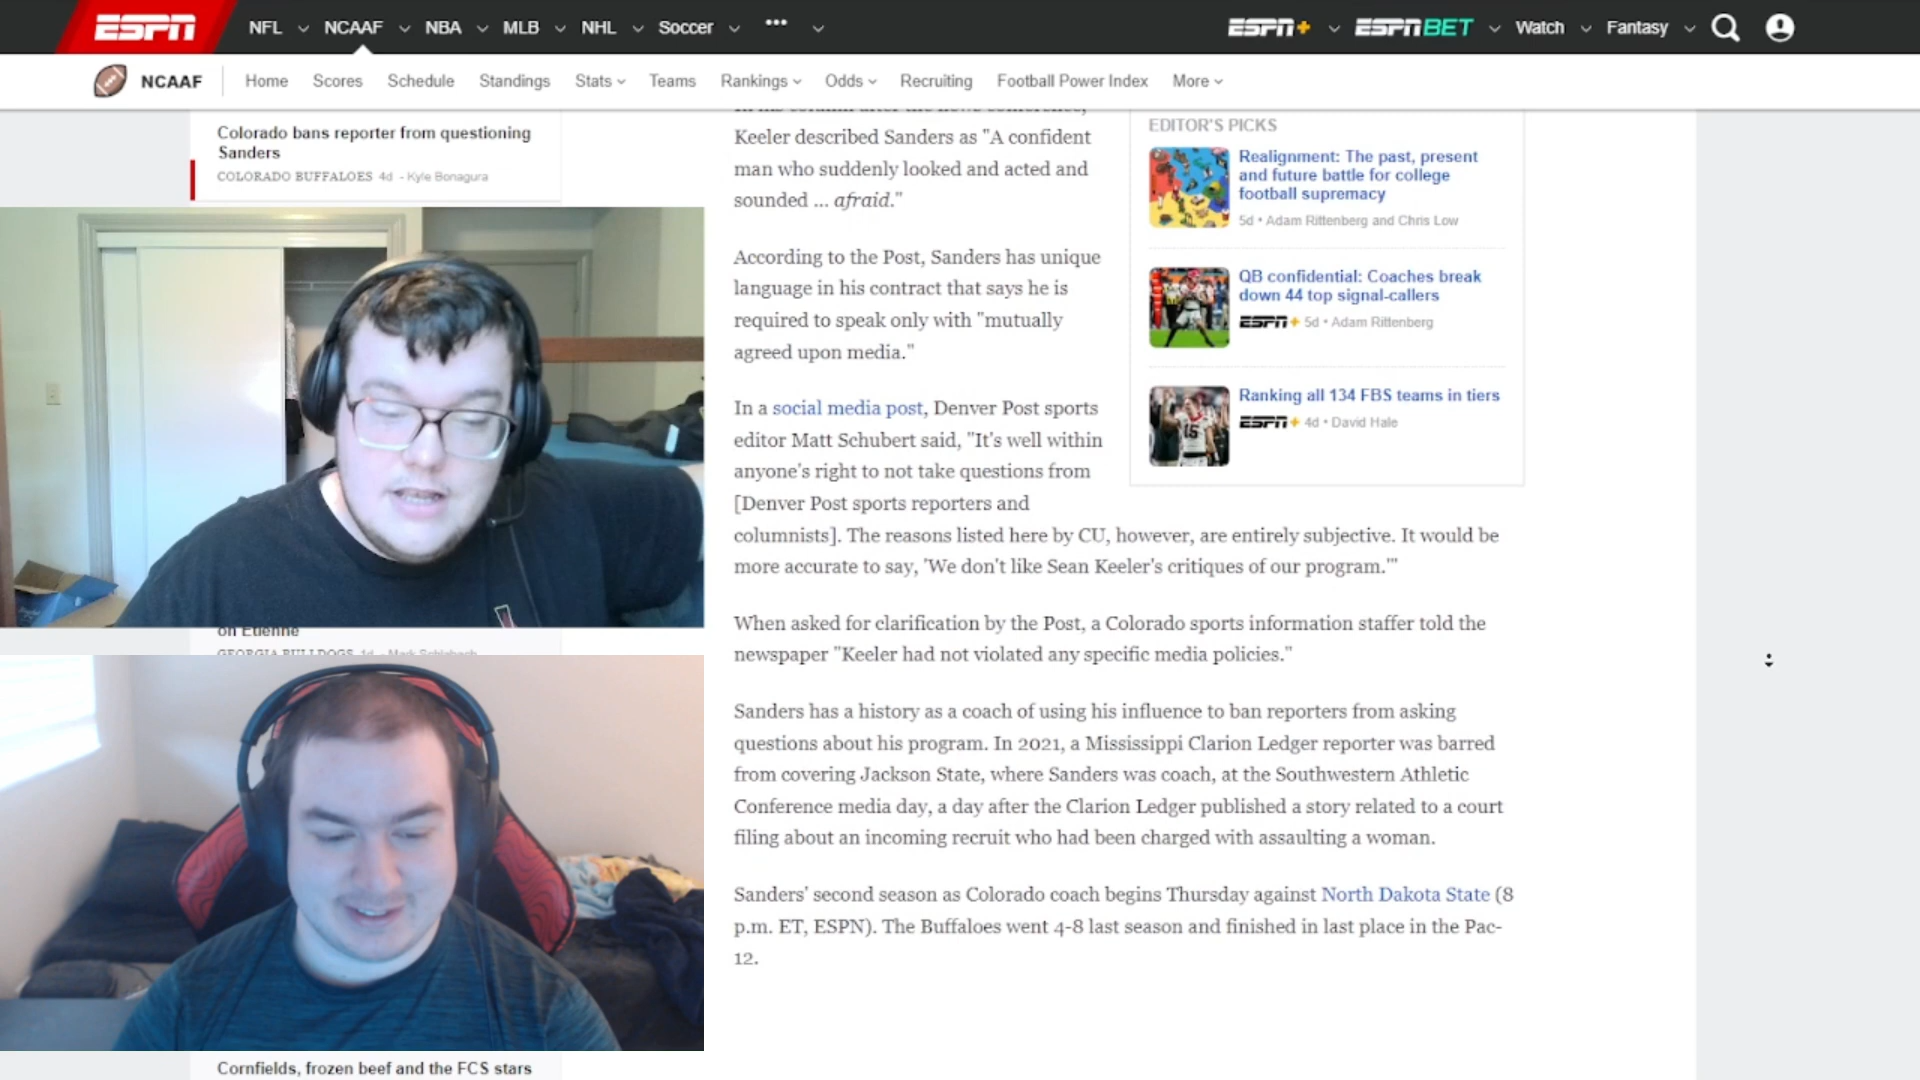 ESPN
NFL
NCAAF
NBA
MLB
NHL
Soccer
•••
ESPN+
ESPN BET
Watch
Fantasy
NCAAF
Home
Scores
Schedule
Standings
Stats
Teams
Rankings
Odds
Recruiting
Football Power Index
More
Colorado bans reporter from questioning
Sanders
COLORADO BUFFALOES 4d - Kyle Bonagura
on Etienne
GEORGIA BULLDOGS 1d - Mark Schlabach
Cornfields, frozen beef and the FCS stars
In his column after the news conference,
Keeler described Sanders as "A confident
man who suddenly looked and acted and
sounded ... afraid."
According to the Post, Sanders has unique
language in his contract that says he is
required to speak only with "mutually
agreed upon media."
In a social media post, Denver Post sports
editor Matt Schubert said, "It's well within
anyone's right to not take questions from
[Denver Post sports reporters and
columnists]. The reasons listed here by CU, however, are entirely subjective. It would be
more accurate to say, 'We don't like Sean Keeler's critiques of our program.'"
When asked for clarification by the Post, a Colorado sports information staffer told the
newspaper "Keeler had not violated any specific media policies."
Sanders has a history as a coach of using his influence to ban reporters from asking
questions about his program. In 2021, a Mississippi Clarion Ledger reporter was barred
from covering Jackson State, where Sanders was coach, at the Southwestern Athletic
Conference media day, a day after the Clarion Ledger published a story related to a court
filing about an incoming recruit who had been charged with assaulting a woman.
Sanders' second season as Colorado coach begins Thursday against North Dakota State (8
p.m. ET, ESPN). The Buffaloes went 4-8 last season and finished in last place in the Pac-
12.
EDITOR'S PICKS
Realignment: The past, present
and future battle for college
football supremacy
5d • Adam Rittenberg and Chris Low
QB confidential: Coaches break
down 44 top signal-callers
ESPN+ 5d • Adam Rittenberg
Ranking all 134 FBS teams in tiers
ESPN+ 4d • David Hale
15